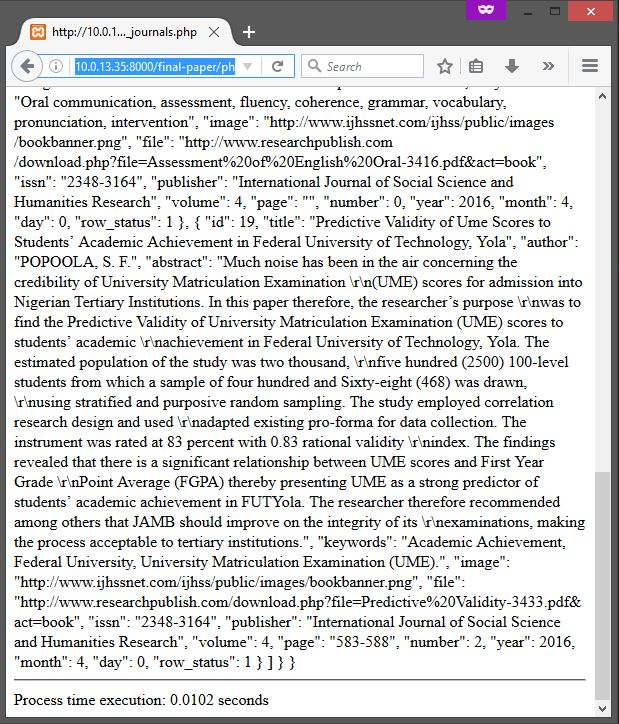 http://10.0.1..._journals.php
10.0.13.35:8000/final-paper/ph
Search
"Oral communication, assessment, fluency, coherence, grammar, vocabulary,
pronunciation, intervention", "image": "http://www.ijhssnet.com/ijhss/public/images
/bookbanner.png", "file": "http://www.researchpublish.com
/download.php?file=Assessment%20of%20English%20Oral-3416.pdf&act=book",
"issn": "2348-3164", "publisher": "International Journal of Social Science and
Humanities Research", "volume": 4, "page": "", "number": 0, "year": 2016, "month": 4,
"day": 0, "row_status": 1 }, { "id": 19, "title": "Predictive Validity of Ume Scores to
Students’ Academic Achievement in Federal University of Technology, Yola", "author":
"POPOOLA, S. F.", "abstract": "Much noise has been in the air concerning the
credibility of University Matriculation Examination \r\n(UME) scores for admission into
Nigerian Tertiary Institutions. In this paper therefore, the researcher’s purpose \r\nwas to
find the Predictive Validity of University Matriculation Examination (UME) scores to
students’ academic \r\nachievement in Federal University of Technology, Yola. The
estimated population of the study was two thousand, \r\nfive hundred (2500) 100-level
students from which a sample of four hundred and Sixty-eight (468) was drawn,
\r\nusing stratified and purposive random sampling. The study employed correlation
research design and used \r\nadapted existing pro-forma for data collection. The
instrument was rated at 83 percent with 0.83 rational validity \r\nindex. The findings
revealed that there is a significant relationship between UME scores and First Year
Grade \r\nPoint Average (FGPA) thereby presenting UME as a strong predictor of
students’ academic achievement in FUTYola. The researcher therefore recommended
among others that JAMB should improve on the integrity of its \r\nexaminations, making
the process acceptable to tertiary institutions.", "keywords": "Academic Achievement,
Federal University, University Matriculation Examination (UME).", "image":
"http://www.ijhssnet.com/ijhss/public/images/bookbanner.png", "file":
"http://www.researchpublish.com/download.php?file=Predictive%20Validity-3433.pdf&
act=book", "issn": "2348-3164", "publisher": "International Journal of Social Science
and Humanities Research", "volume": 4, "page": "583-588", "number": 2, "year": 2016,
"month": 4, "day": 0, "row_status": 1 } ] } }
Process time execution: 0.0102 seconds